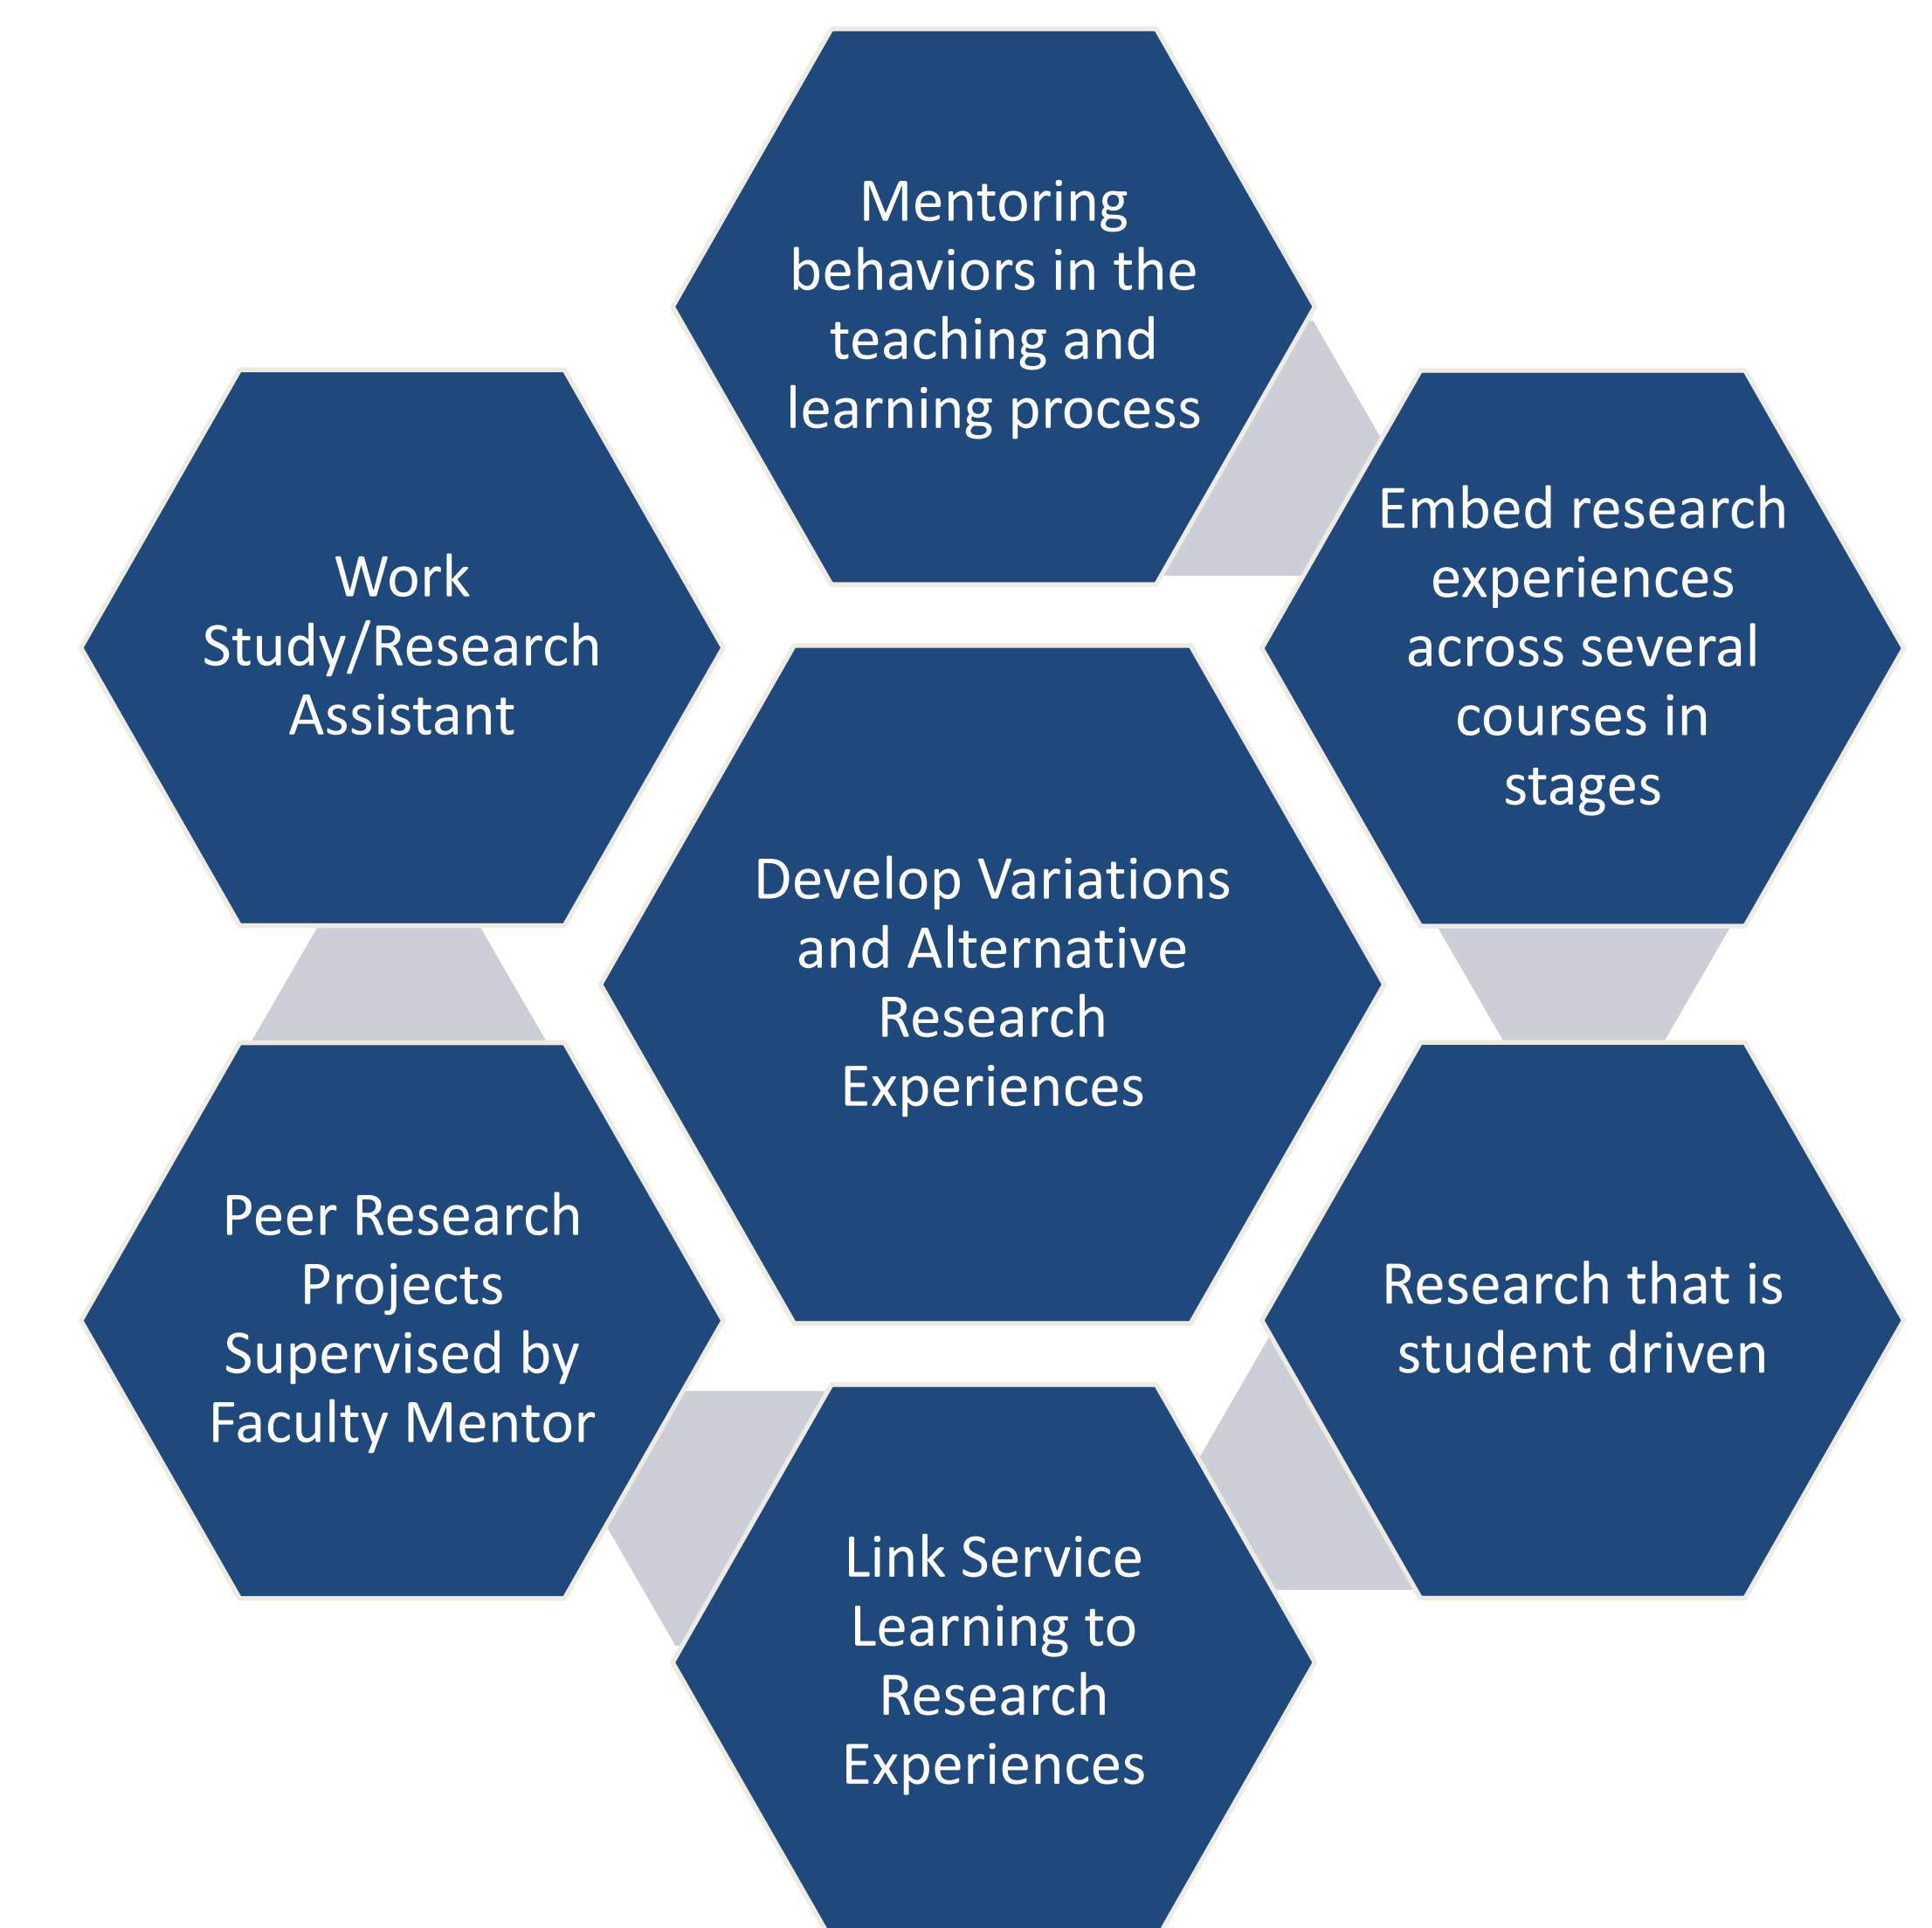 Mentoring
behaviors in the
teaching and
learning process
Embed research
experiences
across several
courses in
stages
Work
Study/Research
Assistant
Develop Variations
and Alternative
Research
Experiences
Peer Research
Projects
Supervised by
Faculty Mentor
Research that is
student driven
Link Service
Learning to
Research
Experiences